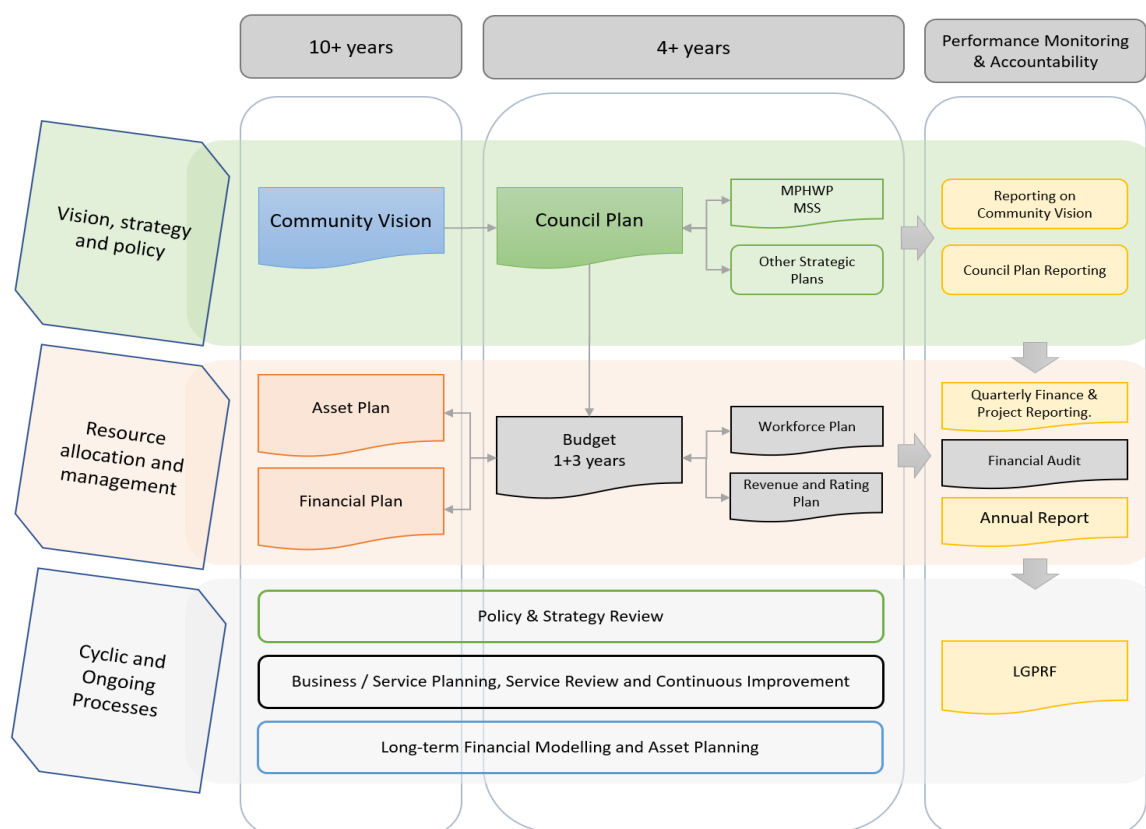 10+ years
4+ years
Performance Monitoring
& Accountability
Vision, strategy
and policy
Community Vision
Council Plan
MPHWP
MSS
Other Strategic
Plans
Reporting on
Community Vision
Council Plan Reporting
Resource
allocation and
management
Asset Plan
Financial Plan
Budget
1+3 years
Workforce Plan
Revenue and Rating
Plan
Quarterly Finance &
Project Reporting.
Financial Audit
Annual Report
Cyclic and
Ongoing
Processes
Policy & Strategy Review
Business / Service Planning, Service Review and Continuous Improvement
Long-term Financial Modelling and Asset Planning
LGPRF